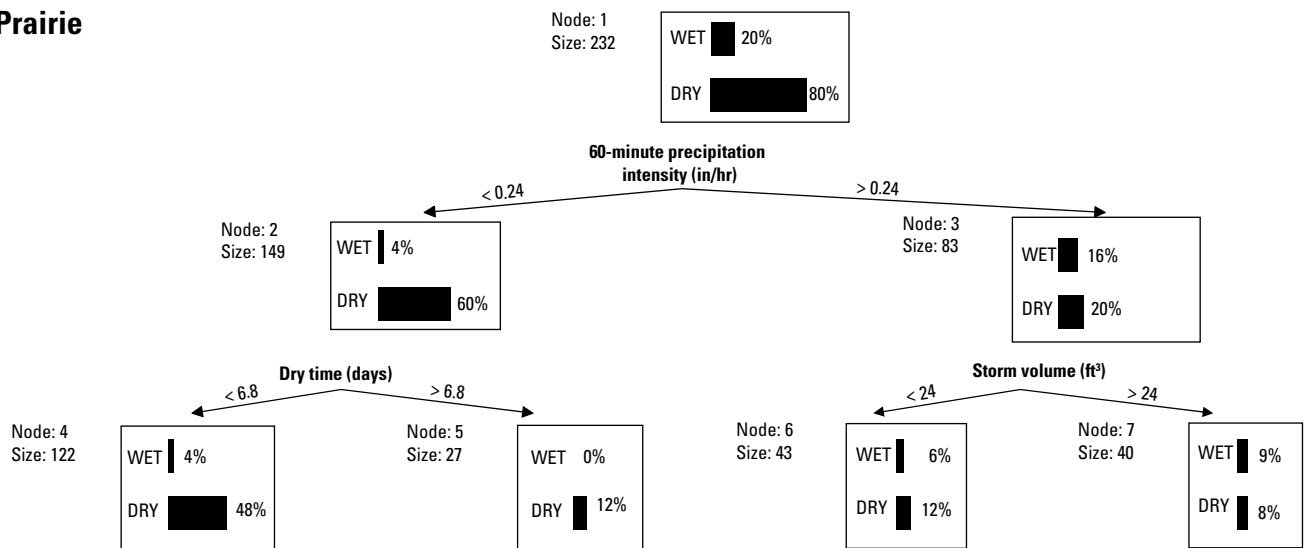 Prairie
Node: 1
Size: 232
WET 20%
DRY 80%
60-minute precipitation
intensity (in/hr)
< 0.24
> 0.24
Node: 2
Size: 149
WET 4%
DRY 60%
Node: 3
Size: 83
WET 16%
DRY 20%
Dry time (days)
< 6.8
> 6.8
Storm volume (ft³)
< 24
> 24
Node: 4
Size: 122
WET 4%
DRY 48%
Node: 5
Size: 27
WET 0%
DRY 12%
Node: 6
Size: 43
WET 6%
DRY 12%
Node: 7
Size: 40
WET 9%
DRY 8%